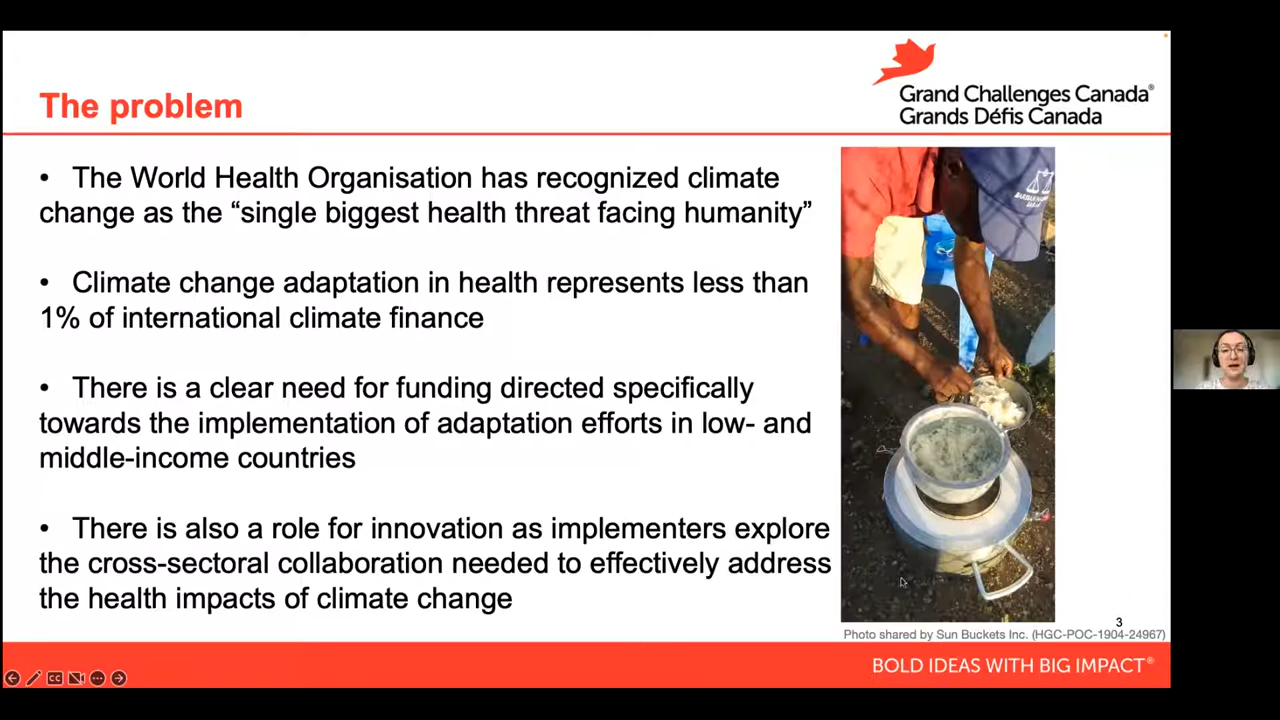 The problem
Grand Challenges Canada®
Grands Défis Canada
• The World Health Organisation has recognized climate
change as the “single biggest health threat facing humanity”
• Climate change adaptation in health represents less than
1% of international climate finance
• There is a clear need for funding directed specifically
towards the implementation of adaptation efforts in low- and
middle-income countries
• There is also a role for innovation as implementers explore
the cross-sectoral collaboration needed to effectively address
the health impacts of climate change
3
Photo shared by Sun Buckets Inc. (HGC-POC-1904-24967)
BOLD IDEAS WITH BIG IMPACT®
CC